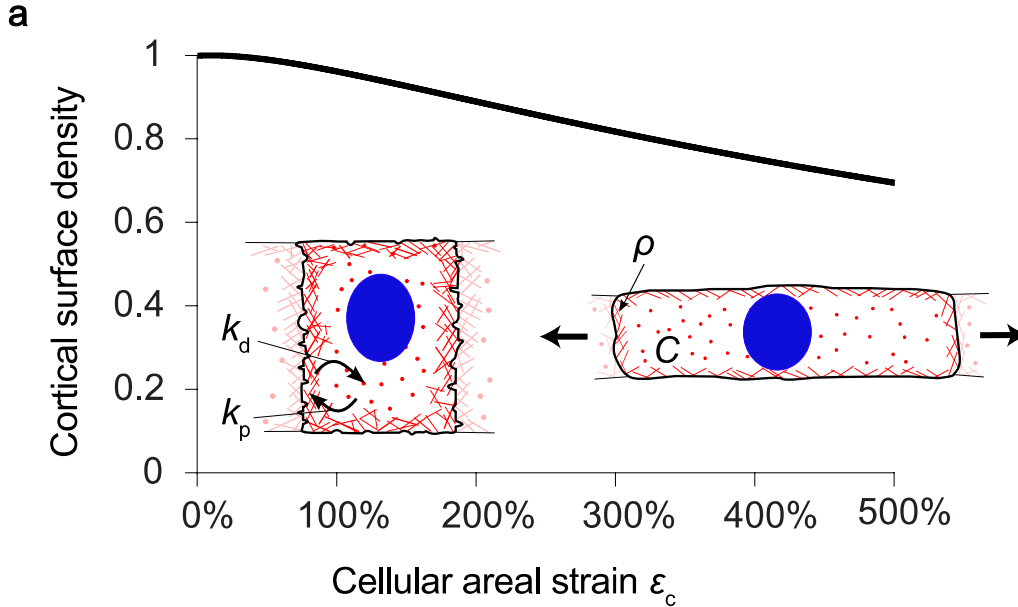 a
Cortical surface density
1
0.8
0.6
0.4
0.2
0
k_d
k_p
ρ
C
0% 100% 200% 300% 400% 500%
Cellular areal strain ε_c